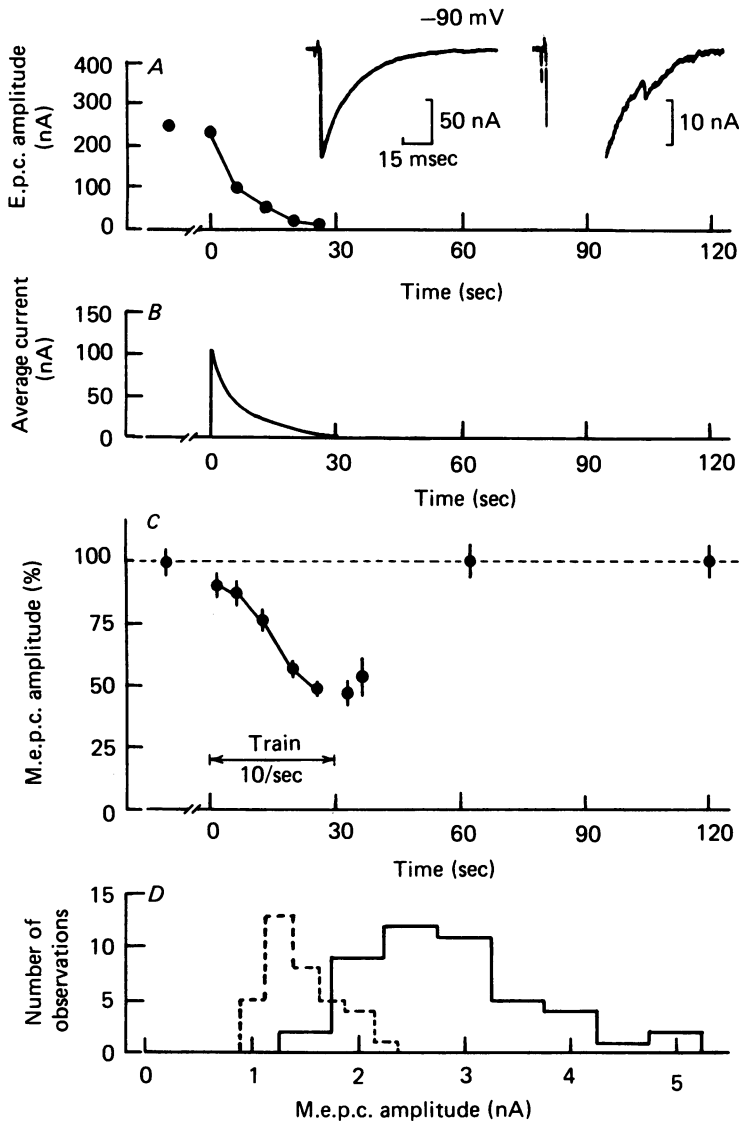 −90 mV
A
E.p.c. amplitude
(nA)
400
300
200
100
0
50 nA
15 msec
10 nA
0
30
60
90
120
Time (sec)
B
Average current
(nA)
150
100
50
0
0
30
60
90
120
Time (sec)
C
M.e.p.c. amplitude (%)
100
75
50
25
0
Train
10/sec
0
30
60
90
120
Time (sec)
D
Number of
observations
15
10
5
0
0
1
2
3
4
5
M.e.p.c. amplitude (nA)